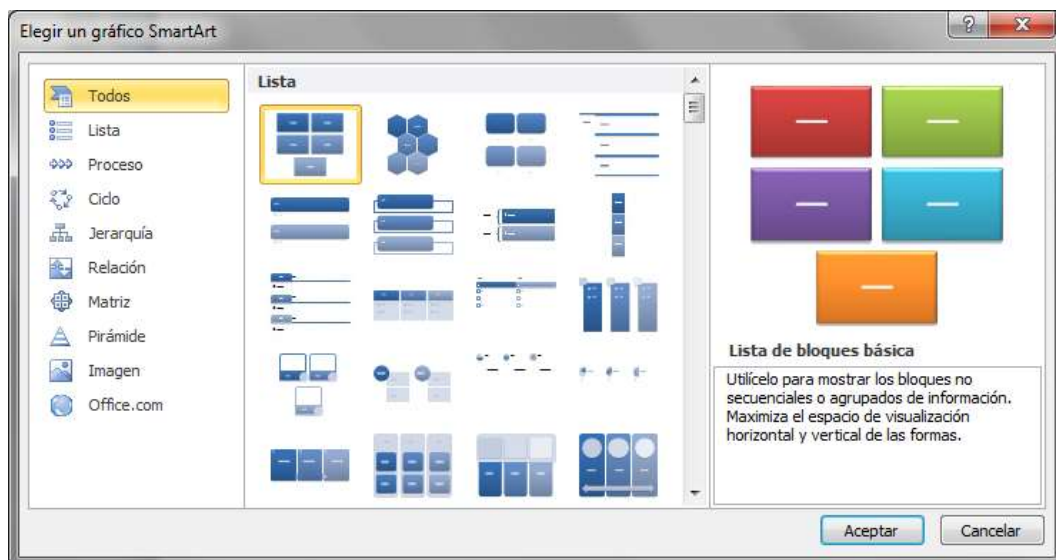 Elegir un gráfico SmartArt
Todos
Lista
Proceso
Ciclo
Jerarquía
Relación
Matriz
Pirámide
Imagen
Office.com
Lista
Lista de bloques básica
Utilícelo para mostrar los bloques no
secuenciales o agrupados de información.
Maximiza el espacio de visualización
horizontal y vertical de las formas.
Aceptar
Cancelar